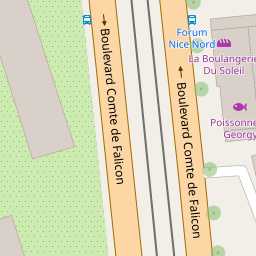 Forum
Nice Nord
La Boulangerie
Du Soleil
Boulevard Comte de Falicon
Boulevard Comte de Falicon
Poissonne
Georgy